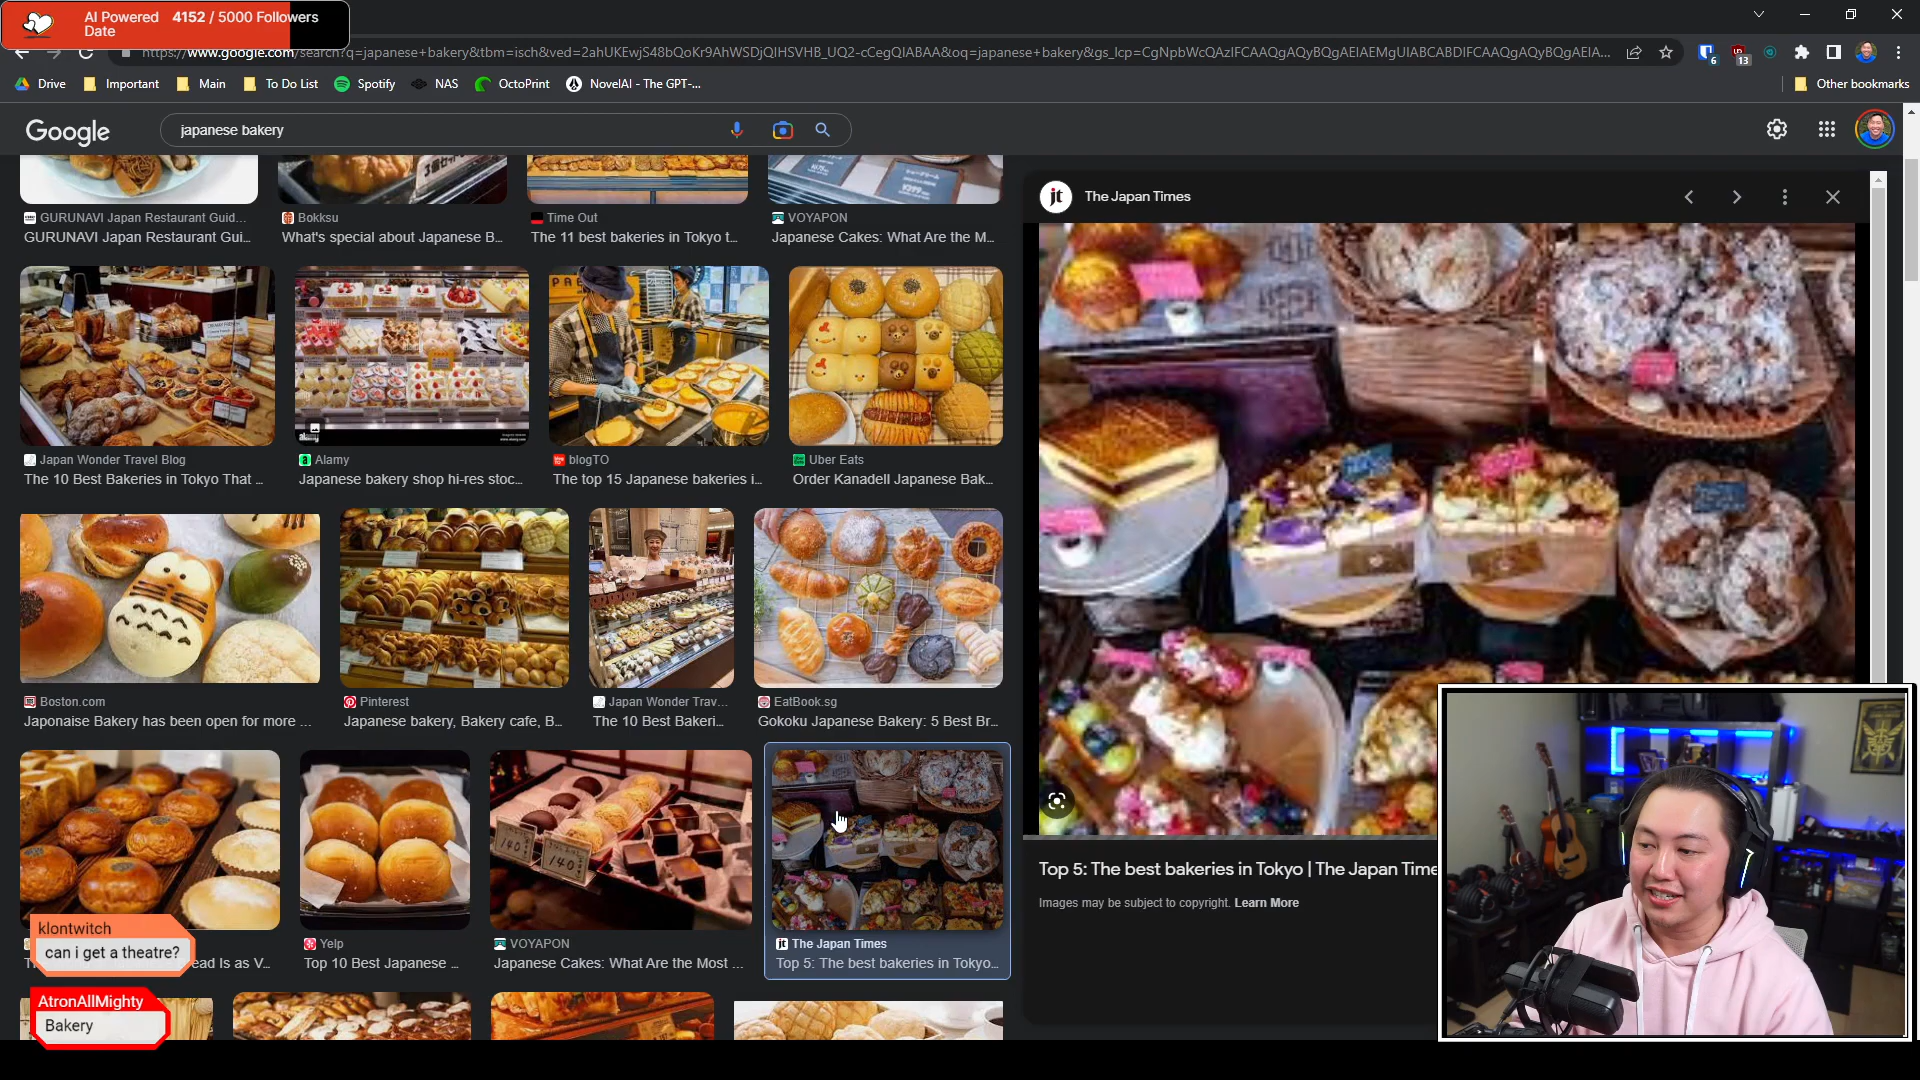 AI Powered 4152 / 5000 Followers
Date
https://www.google.com/search?q=japanese+bakery&tbm=isch&ved=2ahUKEwjS48bQoKr9AhWSDjQIHSVHB_UQ2-cCegQIABAA&oq=japanese+bakery&gs_lcp=CgNpbWcQAzIFCAAQgAQyBQgAEIAEMgUIABCABDIFCAAQgAQyBQgAEIA...
6
13
Drive
Important
Main
To Do List
Spotify
NAS
OctoPrint
NovelAI - The GPT-...
Other bookmarks
Google
japanese bakery
GURUNAVI Japan Restaurant Guid...
GURUNAVI Japan Restaurant Gui...
Bokksu
What's special about Japanese B...
Time Out
The 11 best bakeries in Tokyo t...
VOYAPON
Japanese Cakes: What Are the M...
jt The Japan Times
Japan Wonder Travel Blog
The 10 Best Bakeries in Tokyo That ...
Alamy
Japanese bakery shop hi-res stoc...
blogTO
The top 15 Japanese bakeries i...
Uber Eats
Order Kanadell Japanese Bak...
Boston.com
Japonaise Bakery has been open for more ...
Pinterest
Japanese bakery, Bakery cafe, B...
Japan Wonder Trav...
The 10 Best Bakeri...
EatBook.sg
Gokoku Japanese Bakery: 5 Best Br...
140
140
ead Is as V...
Yelp
Top 10 Best Japanese ...
VOYAPON
Japanese Cakes: What Are the Most ...
jt The Japan Times
Top 5: The best bakeries in Tokyo...
Top 5: The best bakeries in Tokyo | The Japan Time
Images may be subject to copyright. Learn More
klontwitch
can i get a theatre?
AtronAllMighty
Bakery